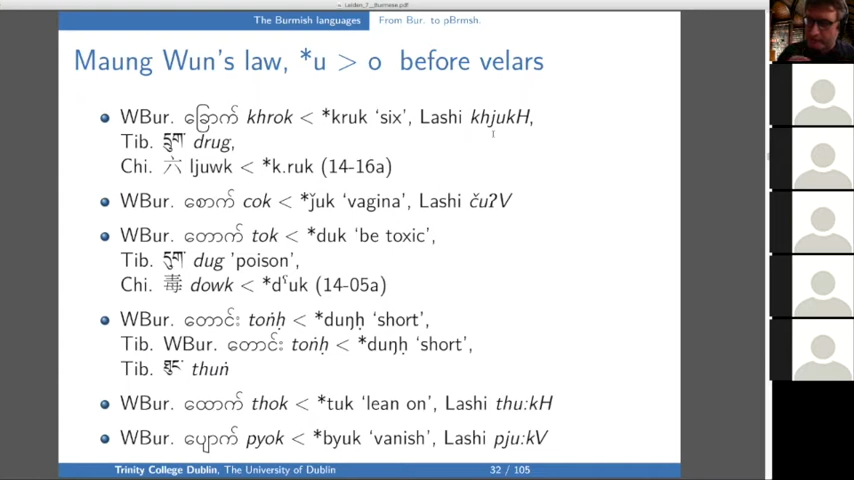 Leiden_7__Burmese.pdf
The Burmish languages From Bur. to pBrmsh.
Maung Wun's law, *u > o before velars
WBur. ခြောက် khrok < *kruk ‘six’, Lashi khjukH,
Tib. དྲུག་ drug,
Chi. 六 ljuwk < *k.ruk (14-16a)
WBur. စောက် cok < *ǰuk ‘vagina’, Lashi čuʔV
WBur. တောက် tok < *duk ‘be toxic’,
Tib. དུག་ dug 'poison’,
Chi. 毒 dowk < *dˤuk (14-05a)
WBur. တောင်း toṅḥ < *duŋḥ ‘short’,
Tib. WBur. တောင်း toṅḥ < *duŋḥ ‘short’,
Tib. ཐུང་ thuṅ
WBur. ထောက် thok < *tuk ‘lean on’, Lashi thu:kH
WBur. ပျောက် pyok < *byuk ‘vanish’, Lashi pju:kV
Trinity College Dublin, The University of Dublin 32 / 105